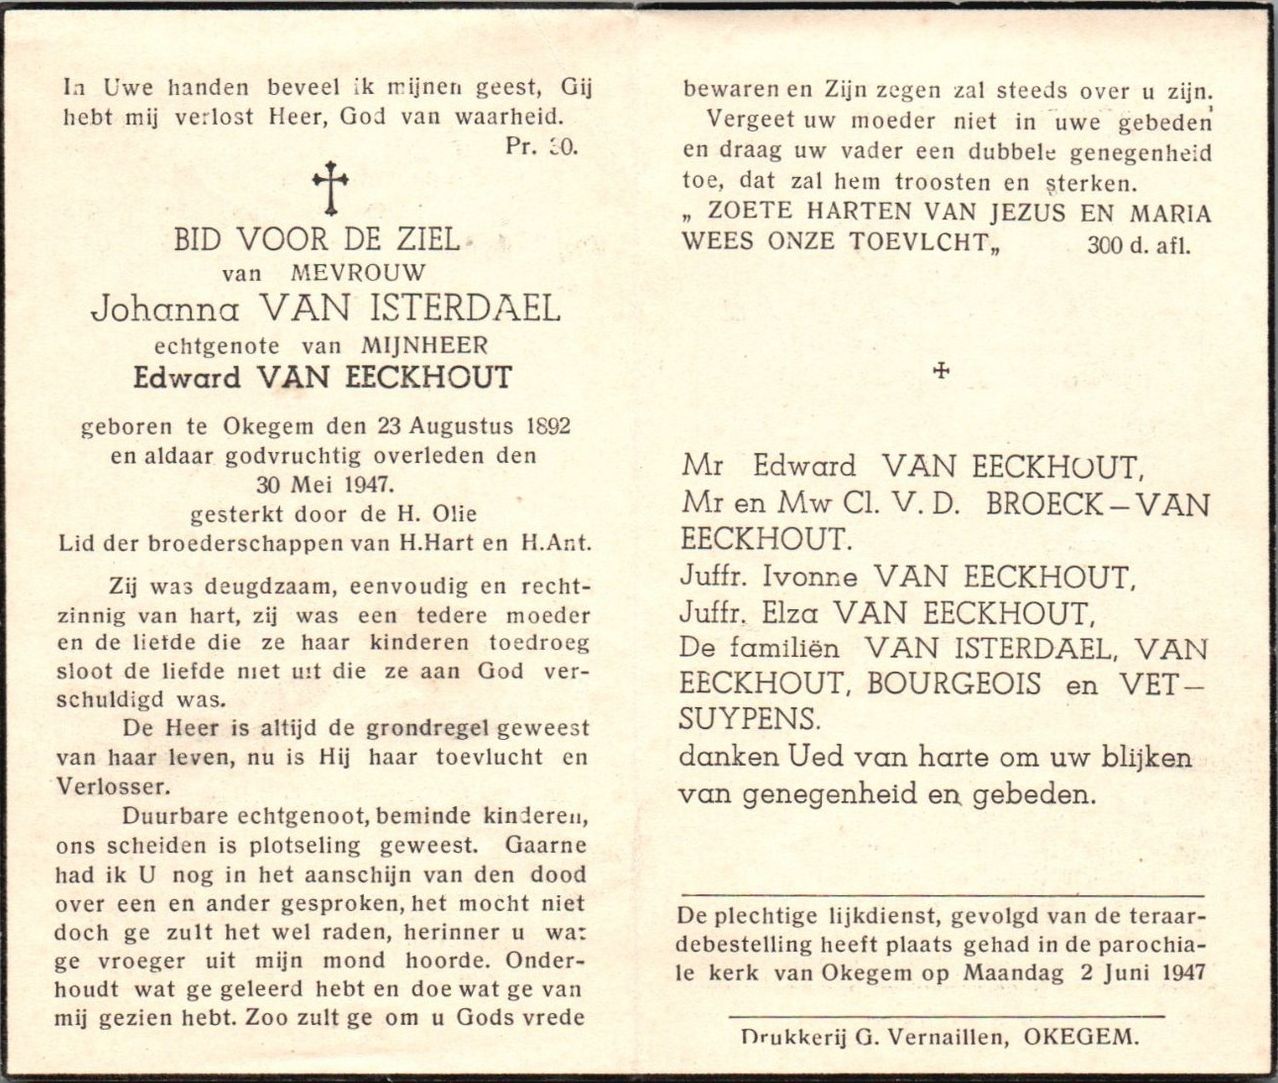 In Uwe handen beveel ik mijnen geest, Gij
hebt mij verlost Heer, God van waarheid.
Pr. 30.
BID VOOR DE ZIEL
van MEVROUW
Johanna VAN ISTERDAEL
echtgenote van MIJNHEER
Edward VAN EECKHOUT
geboren te Okegem den 23 Augustus 1892
en aldaar godvruchtig overleden den
30 Mei 1947.
gesterkt door de H. Olie
Lid der broederschappen van H.Hart en H.Ant.
Zij was deugdzaam, eenvoudig en recht-
zinnig van hart, zij was een tedere moeder
en de liefde die ze haar kinderen toedroeg
sloot de liefde niet uit die ze aan God ver-
schuldigd was.
De Heer is altijd de grondregel geweest
van haar leven, nu is Hij haar toevlucht en
Verlosser.
Duurbare echtgenoot, beminde kinderen,
ons scheiden is plotseling geweest. Gaarne
had ik U nog in het aanschijn van den dood
over een en ander gesproken, het mocht niet
doch ge zult het wel raden, herinner u wat
ge vroeger uit mijn mond hoorde. Onder-
houdt wat ge geleerd hebt en doe wat ge van
mij gezien hebt. Zoo zult ge om u Gods vrede
bewaren en Zijn zegen zal steeds over u zijn.
Vergeet uw moeder niet in uwe gebeden
en draag uw vader een dubbele genegenheid
toe, dat zal hem troosten en sterken.
„ ZOETE HARTEN VAN JEZUS EN MARIA
WEES ONZE TOEVLCHT„ 300 d. afl.
Mr Edward VAN EECKHOUT,
Mr en Mw Cl. V. D. BROECK–VAN
EECKHOUT.
Juffr. Ivonne VAN EECKHOUT,
Juffr. Elza VAN EECKHOUT,
De familiën VAN ISTERDAEL, VAN
EECKHOUT, BOURGEOIS en VET–
SUYPENS.
danken Ued van harte om uw blijken
van genegenheid en gebeden.
De plechtige lijkdienst, gevolgd van de teraar-
debestelling heeft plaats gehad in de parochia-
le kerk van Okegem op Maandag 2 Juni 1947
Drukkerij G. Vernaillen, OKEGEM.